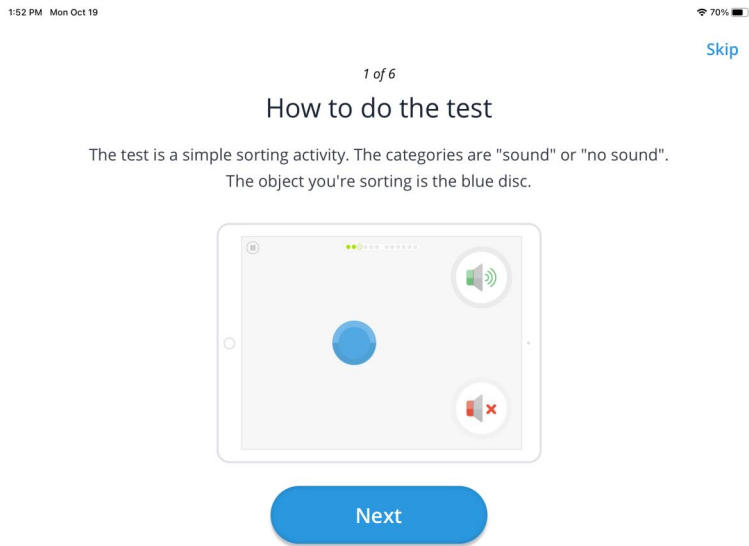 1:52 PM Mon Oct 19
70%
Skip
1 of 6
How to do the test
The test is a simple sorting activity. The categories are "sound" or "no sound".
The object you're sorting is the blue disc.
Next